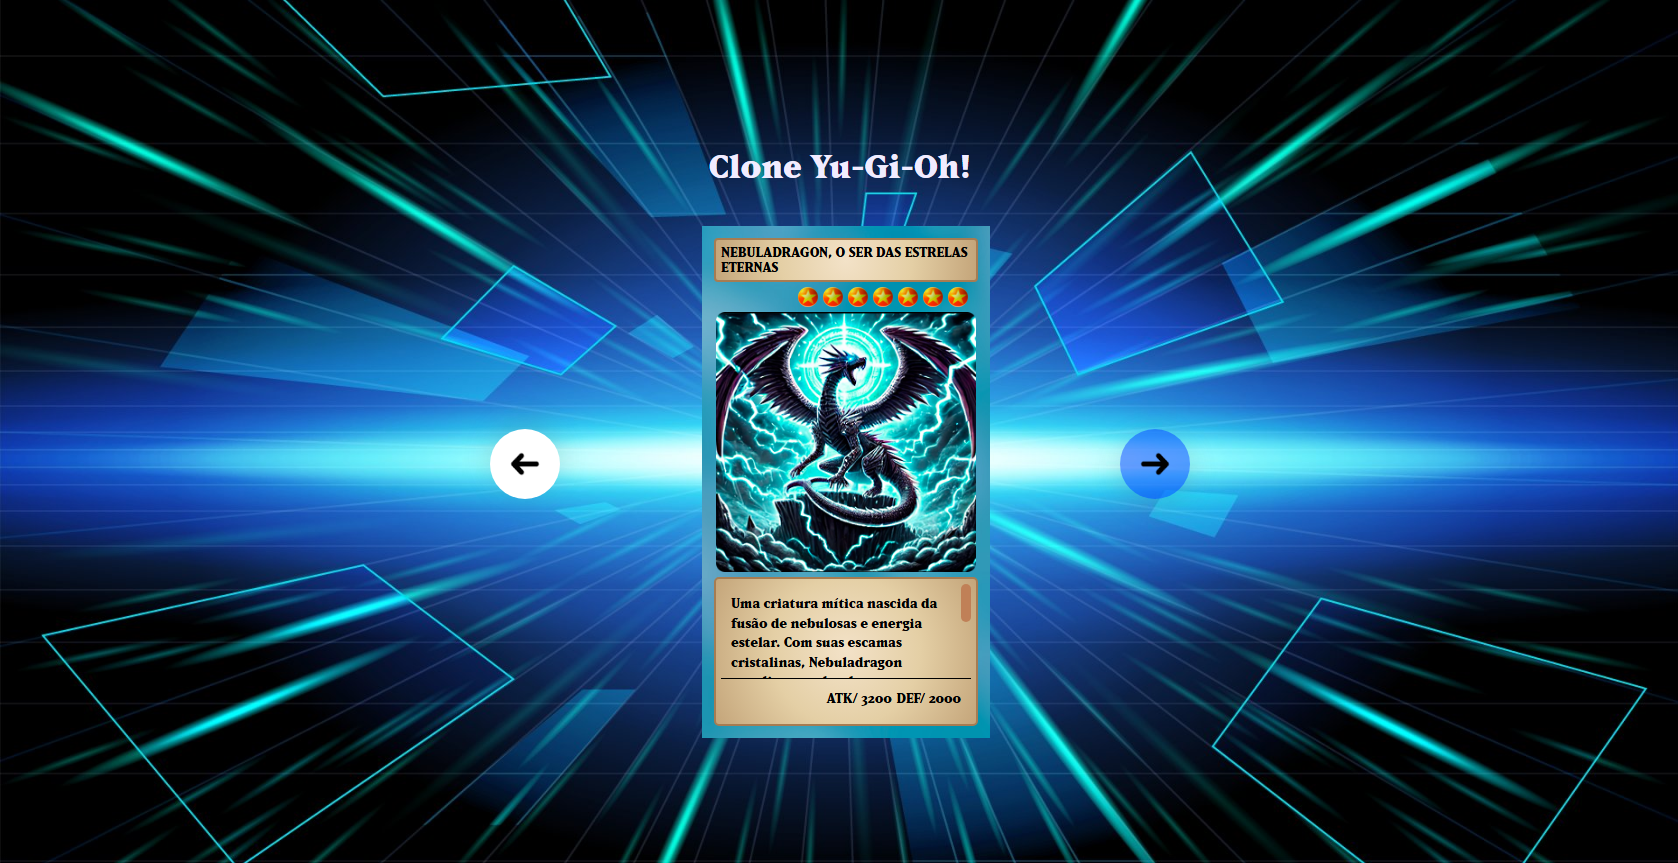 Clone Yu-Gi-Oh!
NEBULADRAGON, O SER DAS ESTRELAS
ETERNAS
Uma criatura mítica nascida da
fusão de nebulosas e energia
estelar. Com suas escamas
cristalinas, Nebuladragon
ATK/ 3200 DEF/ 2000